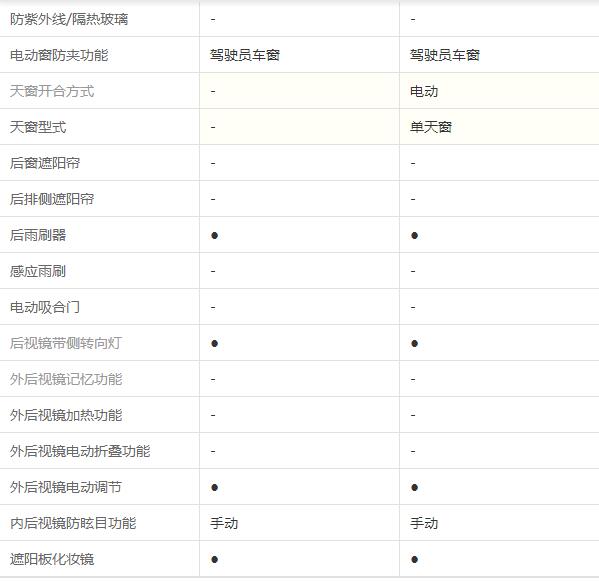 防紫外线/隔热玻璃 - -
电动窗防夹功能 驾驶员车窗 驾驶员车窗
天窗开合方式 - 电动
天窗型式 - 单天窗
后窗遮阳帘 - -
后排侧遮阳帘 - -
后雨刷器 ● ●
感应雨刷 - -
电动吸合门 - -
后视镜带侧转向灯 ● ●
外后视镜记忆功能 - -
外后视镜加热功能 - -
外后视镜电动折叠功能 - -
外后视镜电动调节 ● ●
内后视镜防眩目功能 手动 手动
遮阳板化妆镜 ● ●